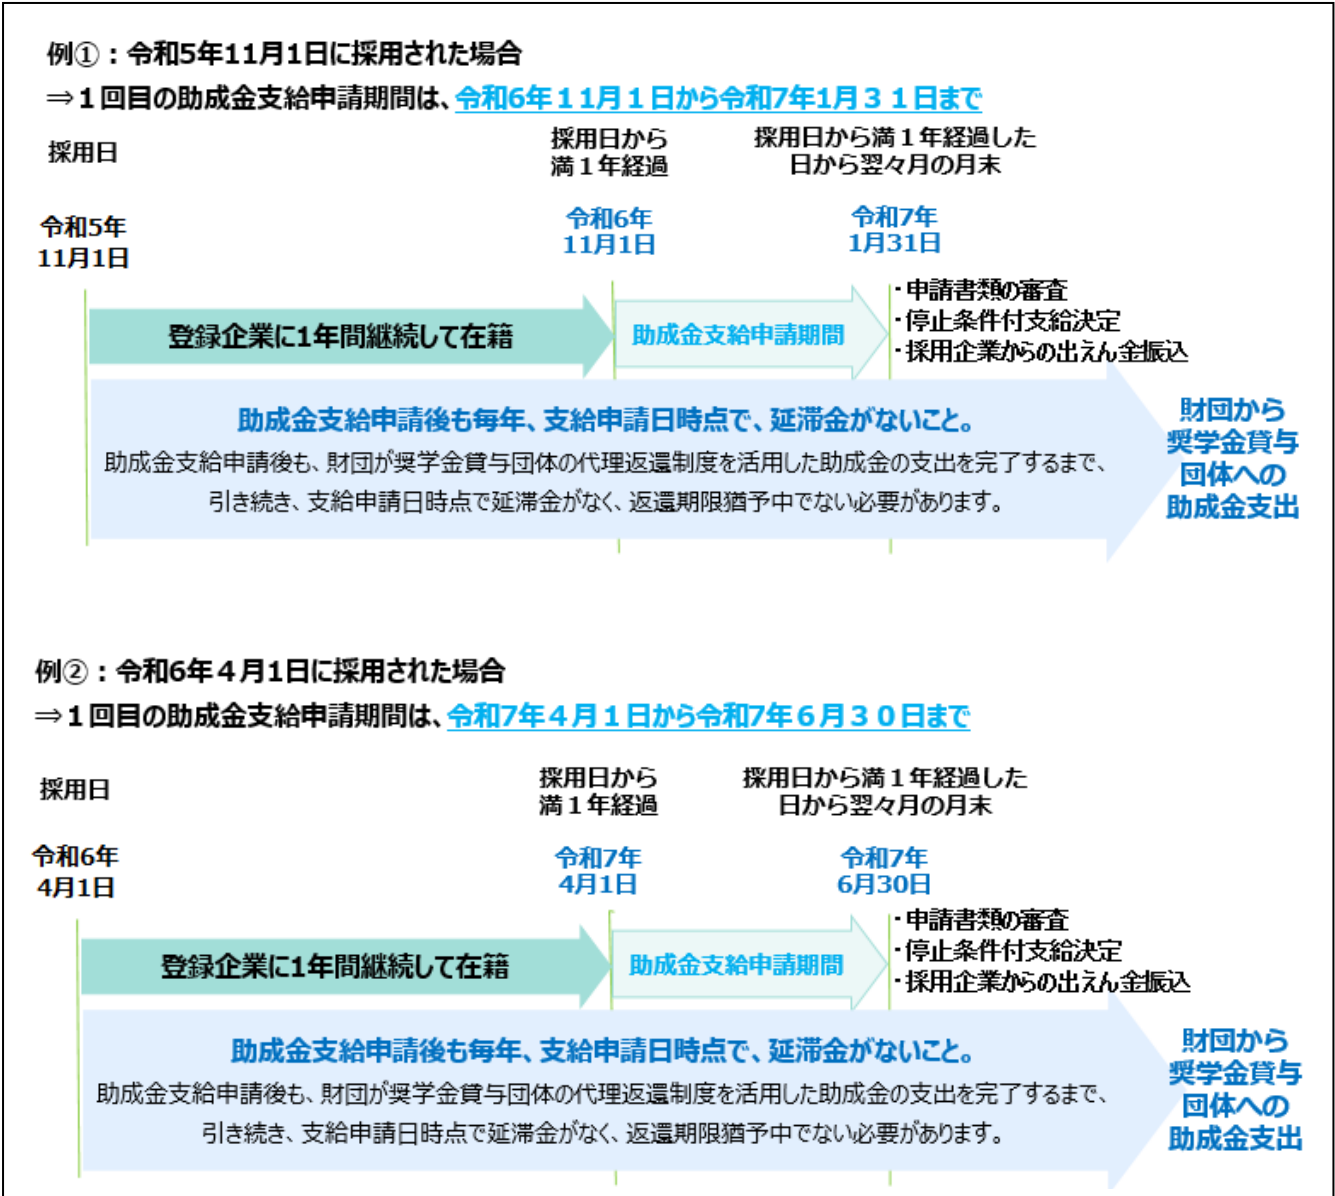 例①：令和5年11月1日に採用された場合
⇒１回目の助成金支給申請期間は、令和6年１１月１日から令和7年1月３１日まで
採用日
採用日から
満１年経過
採用日から満１年経過した
日から翌々月の月末
令和5年
11月1日
令和6年
11月1日
令和7年
1月31日
登録企業に1年間継続して在籍
助成金支給申請期間
・申請書類の審査
・停止条件付支給決定
・採用企業からの出えん金振込
助成金支給申請後も毎年、支給申請日時点で、延滞金がないこと。
助成金支給申請後も、財団が奨学金貸与団体の代理返還制度を活用した助成金の支出を完了するまで、
引き続き、支給申請日時点で延滞金がなく、返還期限猶予中でない必要があります。
財団から
奨学金貸与
団体への
助成金支出
例②：令和6年４月1日に採用された場合
⇒１回目の助成金支給申請期間は、令和7年４月１日から令和7年６月３０日まで
採用日
採用日から
満１年経過
採用日から満１年経過した
日から翌々月の月末
令和6年
4月1日
令和7年
4月1日
令和7年
6月30日
登録企業に1年間継続して在籍
助成金支給申請期間
・申請書類の審査
・停止条件付支給決定
・採用企業からの出えん金振込
助成金支給申請後も毎年、支給申請日時点で、延滞金がないこと。
助成金支給申請後も、財団が奨学金貸与団体の代理返還制度を活用した助成金の支出を完了するまで、
引き続き、支給申請日時点で延滞金がなく、返還期限猶予中でない必要があります。
財団から
奨学金貸与
団体への
助成金支出